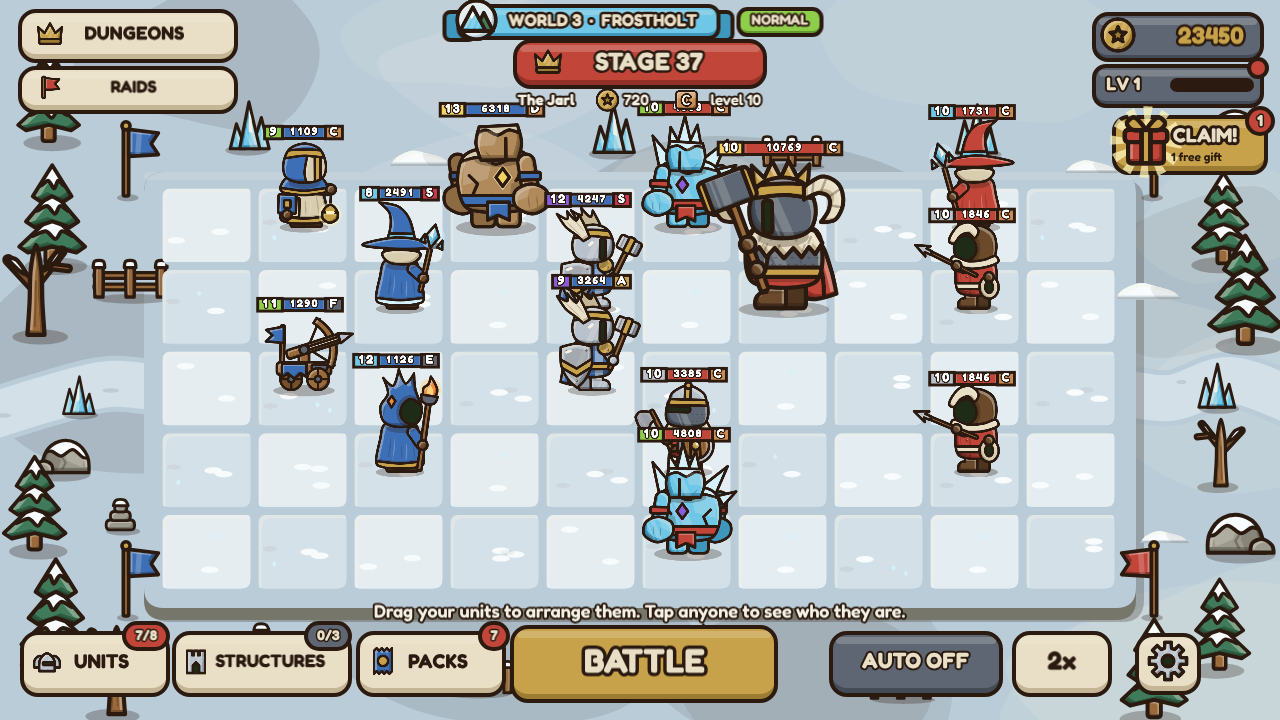 DUNGEONS
RAIDS
WORLD 3 · FROSTHOLT
NORMAL
STAGE 37
The Jarl 720 C level 10
23450
LV 1
CLAIM!
1 free gift
1
9 1109 C
13 6318
8 2491 S
12 4247 S
9 3264 A
11 1290 F
12 1126 E
10 C
10 10769 C
10 1731 C
10 1846 C
10 3385 C
10 1846 C
10 4808 C
Drag your units to arrange them. Tap anyone to see who they are.
UNITS
7/8
STRUCTURES
0/3
PACKS
7
BATTLE
AUTO OFF
2x